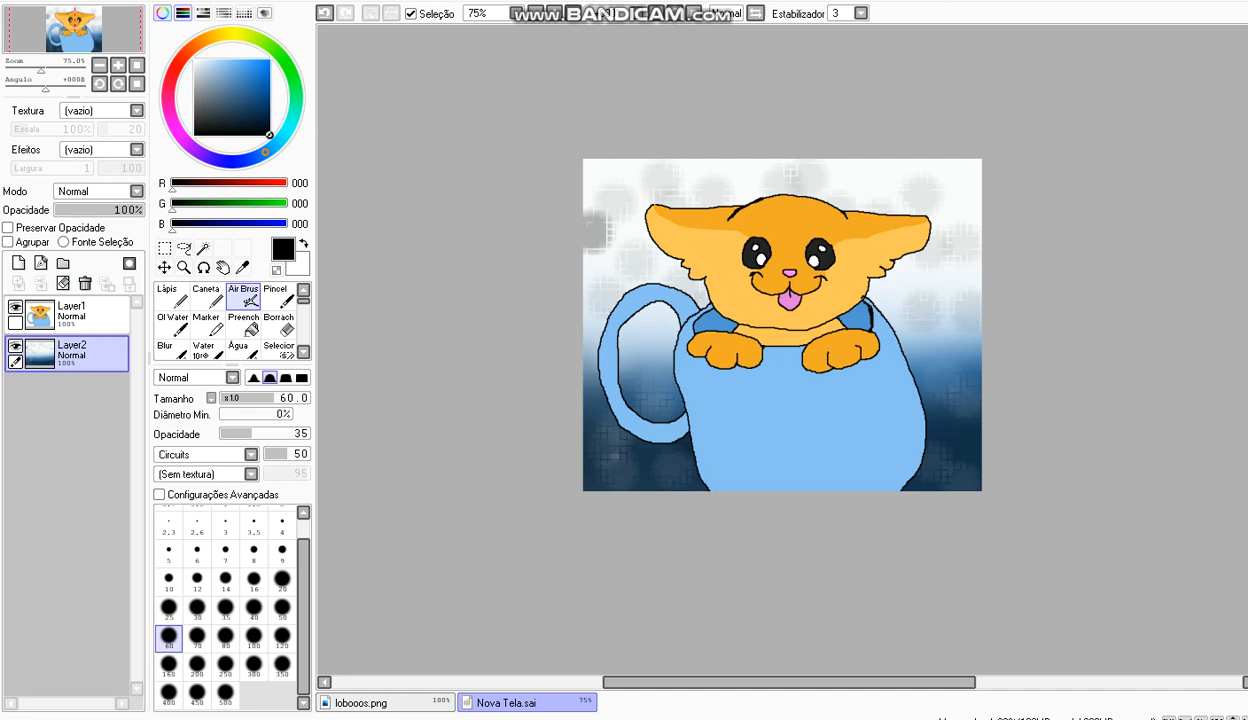 Seleção 75% www.BANDICAM.com Normal Estabilizador 3
Zoom 75.0%
Angulo +000$
Textura (vazio)
Escala 100% 20
Efeitos (vazio)
Largura 1 100
Modo Normal
Opacidade 100%
Preservar Opacidade
Agrupar Fonte Seleção
Layer1
Normal
100%
Layer2
Normal
100%
R 000
G 000
B 000
Lápis Caneta Air Brus Pincel
Ol Water Marker Preench Borrach
Blur Water Água Selecior
Normal
Tamanho x1.0 60.0
Diâmetro Min. 0%
Opacidade 35
Circuits 50
(Sem textura) 95
Configurações Avançadas
2.3 2.6 3 3.5 4
5 6 7 8 9
10 12 14 16 20
25 30 35 40 50
60 70 80 100 120
160 200 250 300 350
400 450 500
lobooos.png 100% Nova Tela.sai 75%